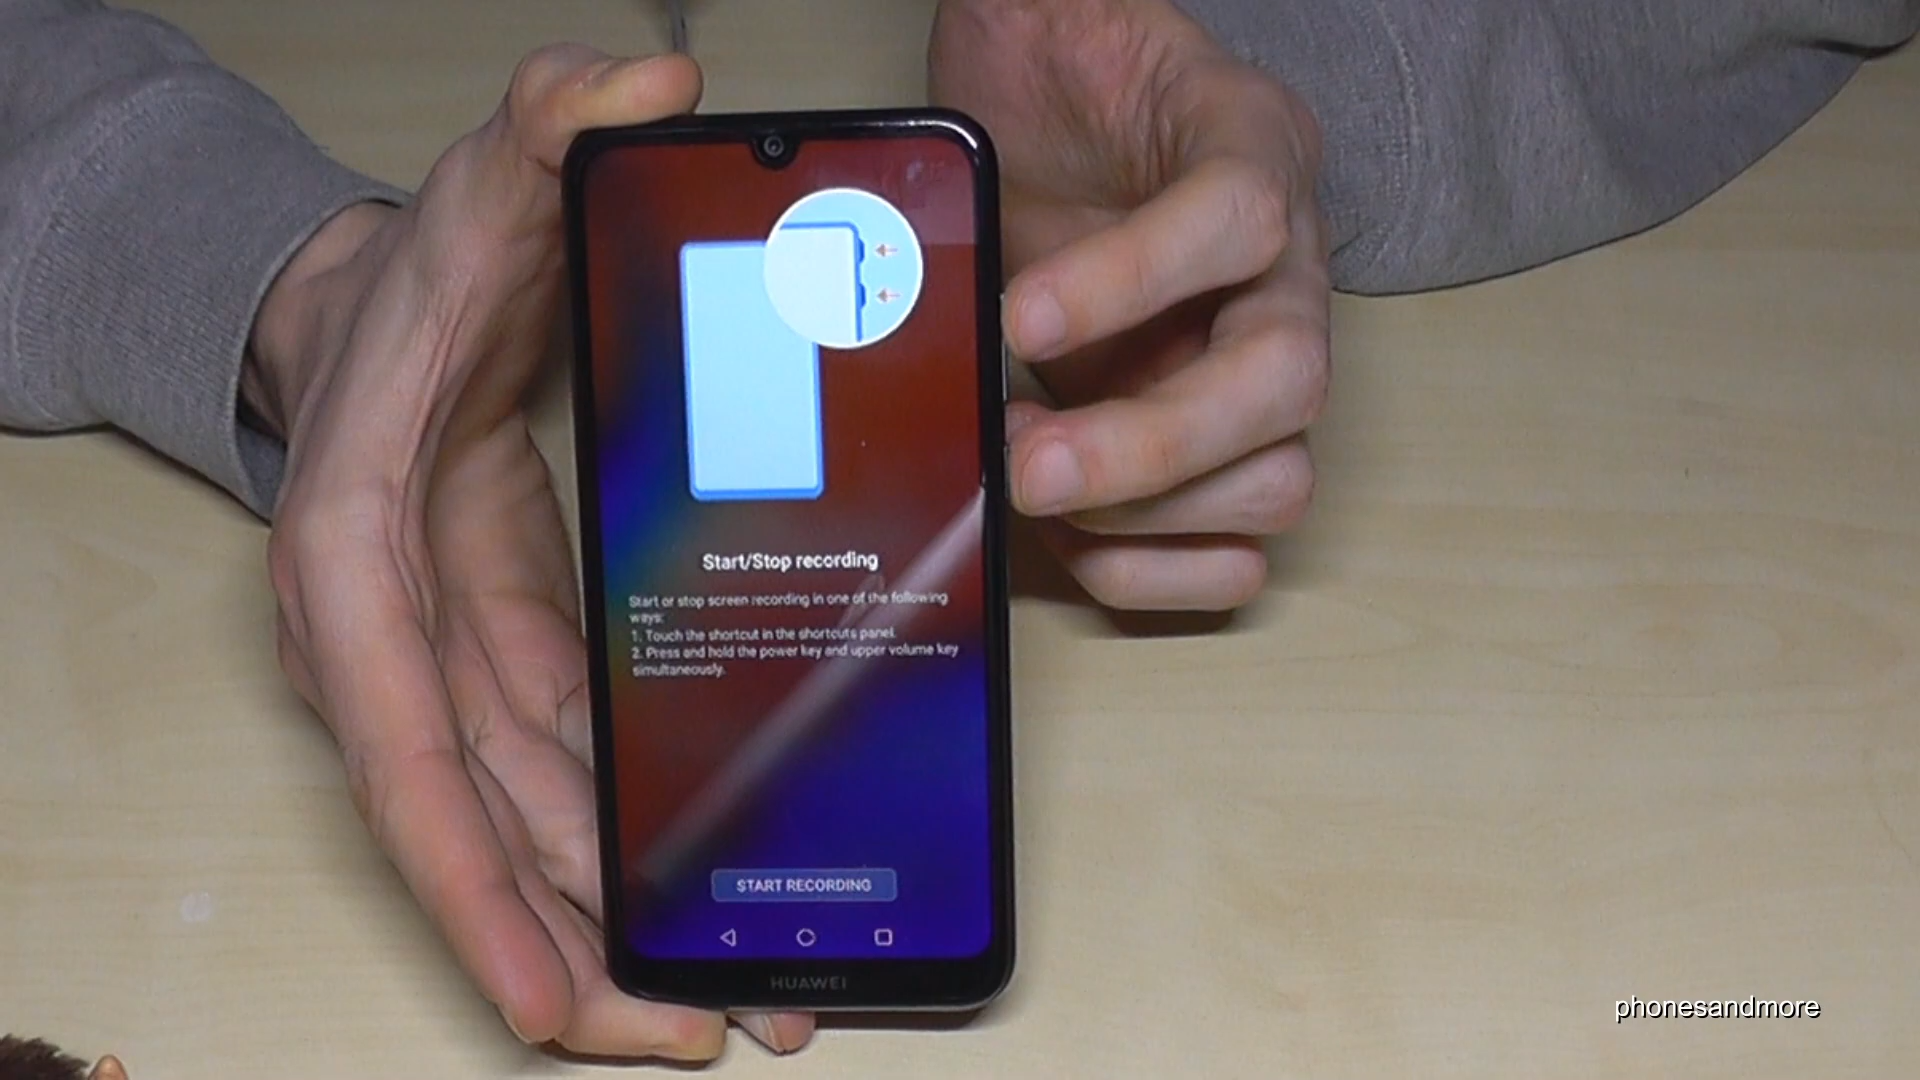 Start/Stop recording
Start or stop screen recording in one of the following
ways:
1. Touch the shortcut in the shortcuts panel.
2. Press and hold the power key and upper volume key
simultaneously.
START RECORDING
HUAWEI
phonesandmore